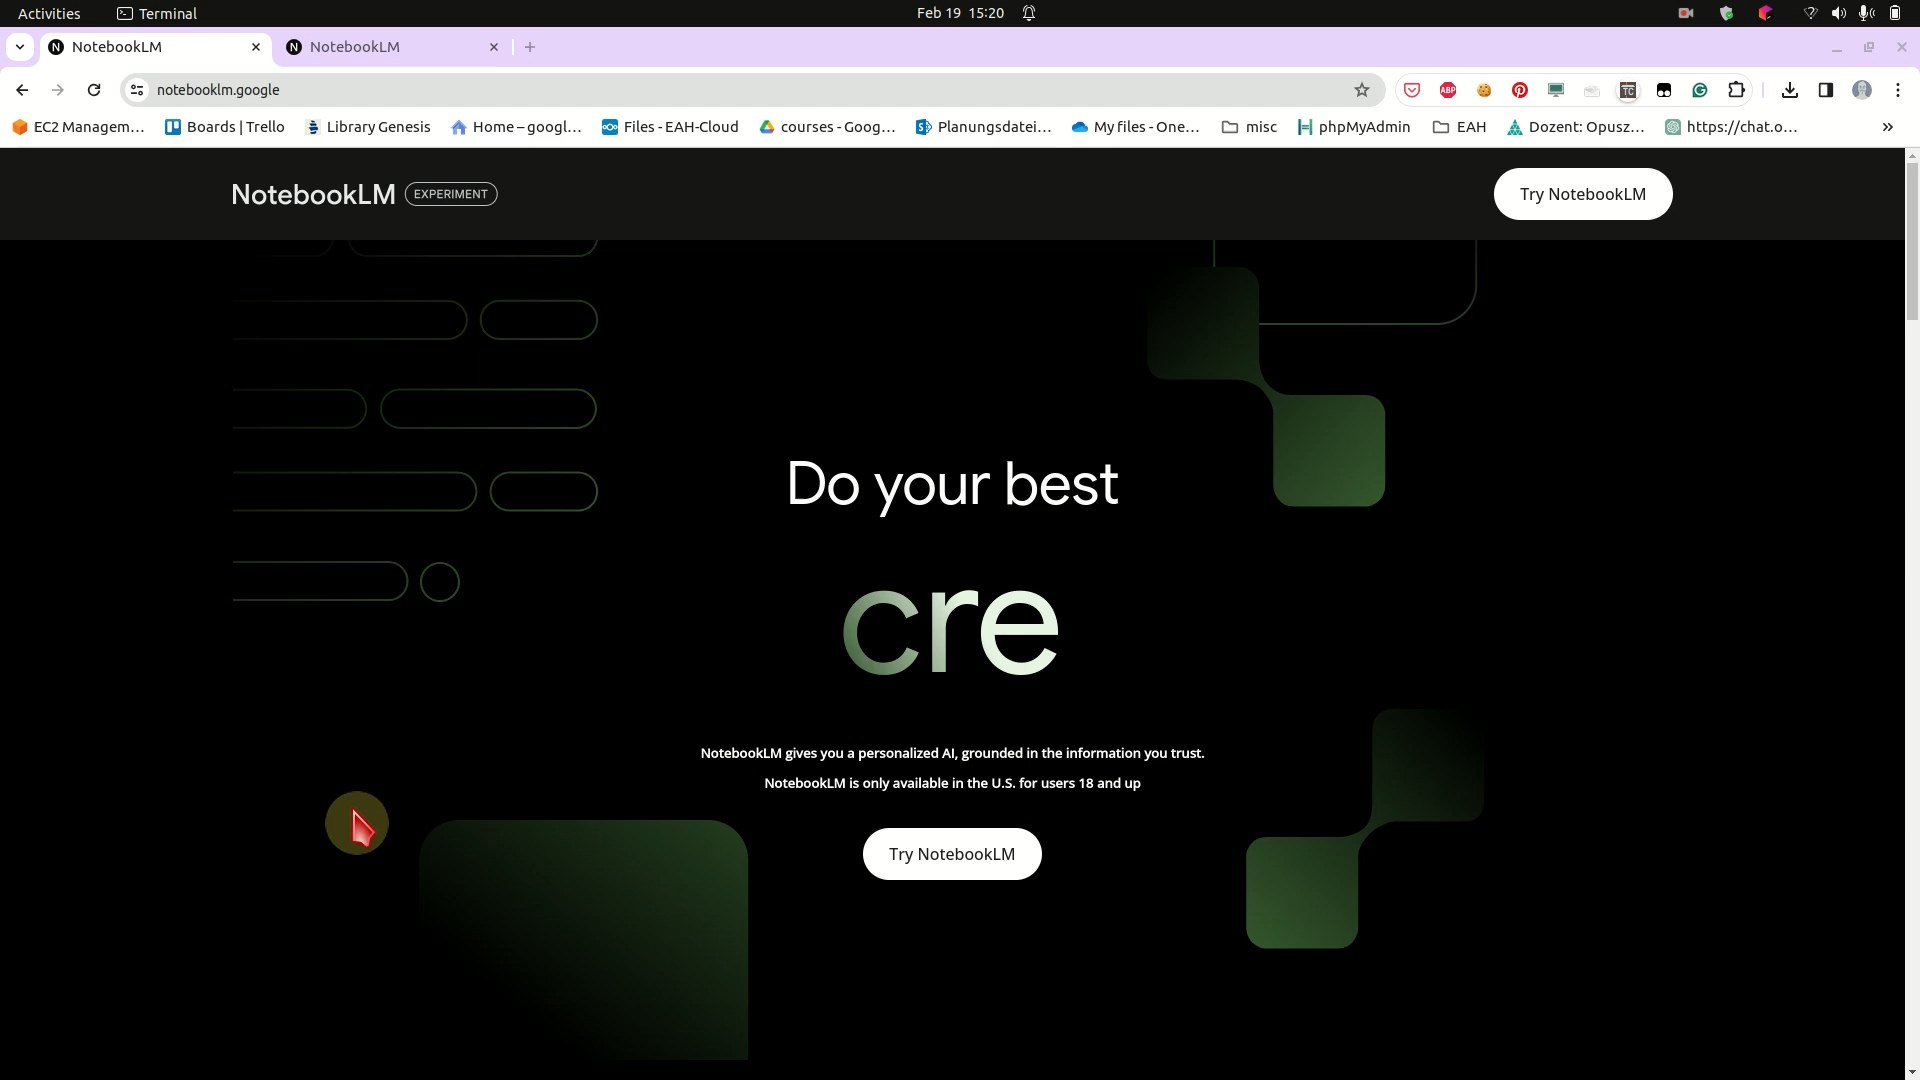 Activities Terminal Feb 19 15:20
NotebookLM NotebookLM
notebooklm.google ABP TC
EC2 Managem... Boards | Trello Library Genesis Home – googl... Files - EAH-Cloud courses - Goog... Planungsdatei... My files - One... misc phpMyAdmin EAH Dozent: Opusz... https://chat.o...
NotebookLM EXPERIMENT Try NotebookLM
Do your best
cre
NotebookLM gives you a personalized AI, grounded in the information you trust.
NotebookLM is only available in the U.S. for users 18 and up
Try NotebookLM